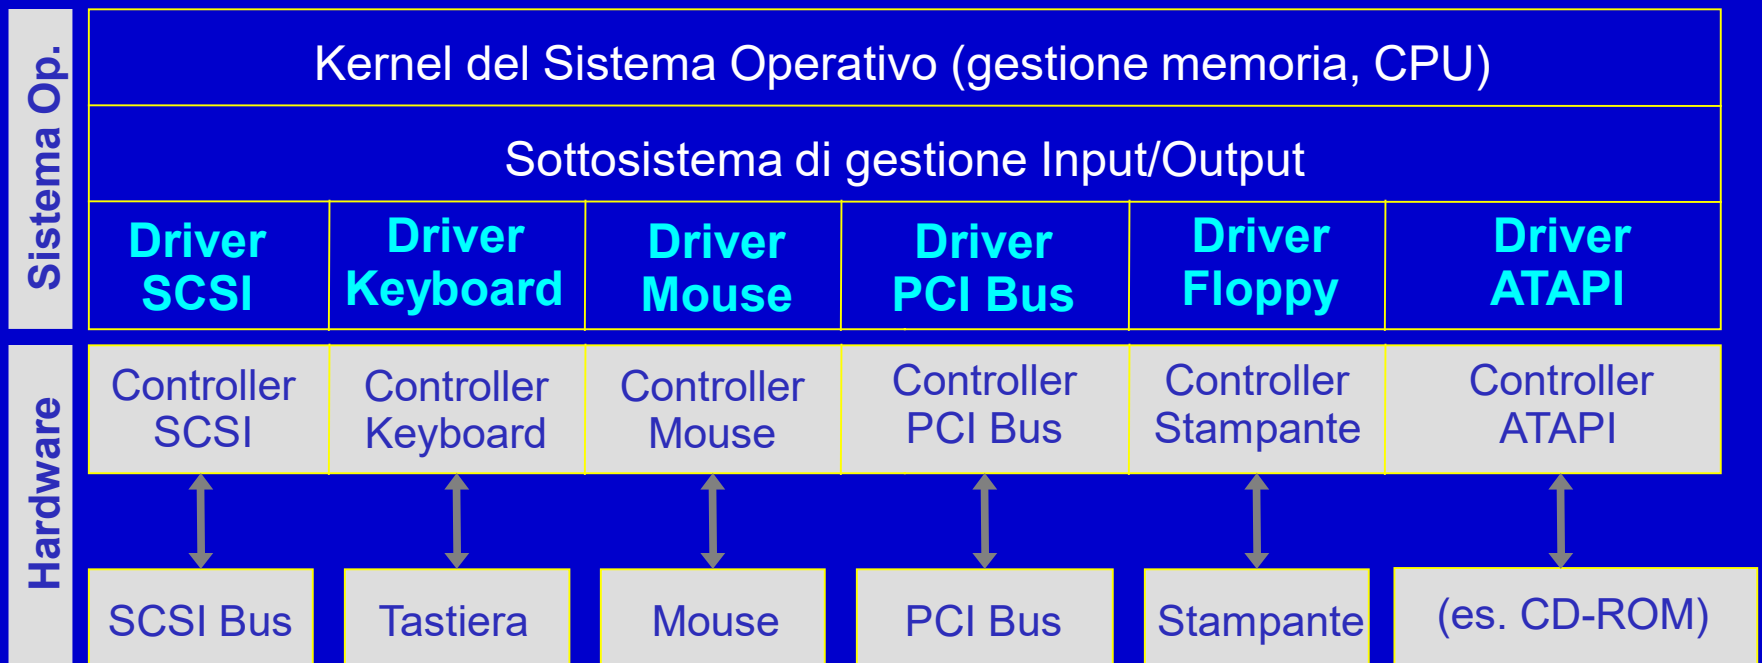 Sistema Op.
Kernel del Sistema Operativo (gestione memoria, CPU)
Sottosistema di gestione Input/Output
Driver
SCSI
Driver
Keyboard
Driver
Mouse
Driver
PCI Bus
Driver
Floppy
Driver
ATAPI
Hardware
Controller
SCSI
Controller
Keyboard
Controller
Mouse
Controller
PCI Bus
Controller
Stampante
Controller
ATAPI
SCSI Bus
Tastiera
Mouse
PCI Bus
Stampante
(es. CD-ROM)